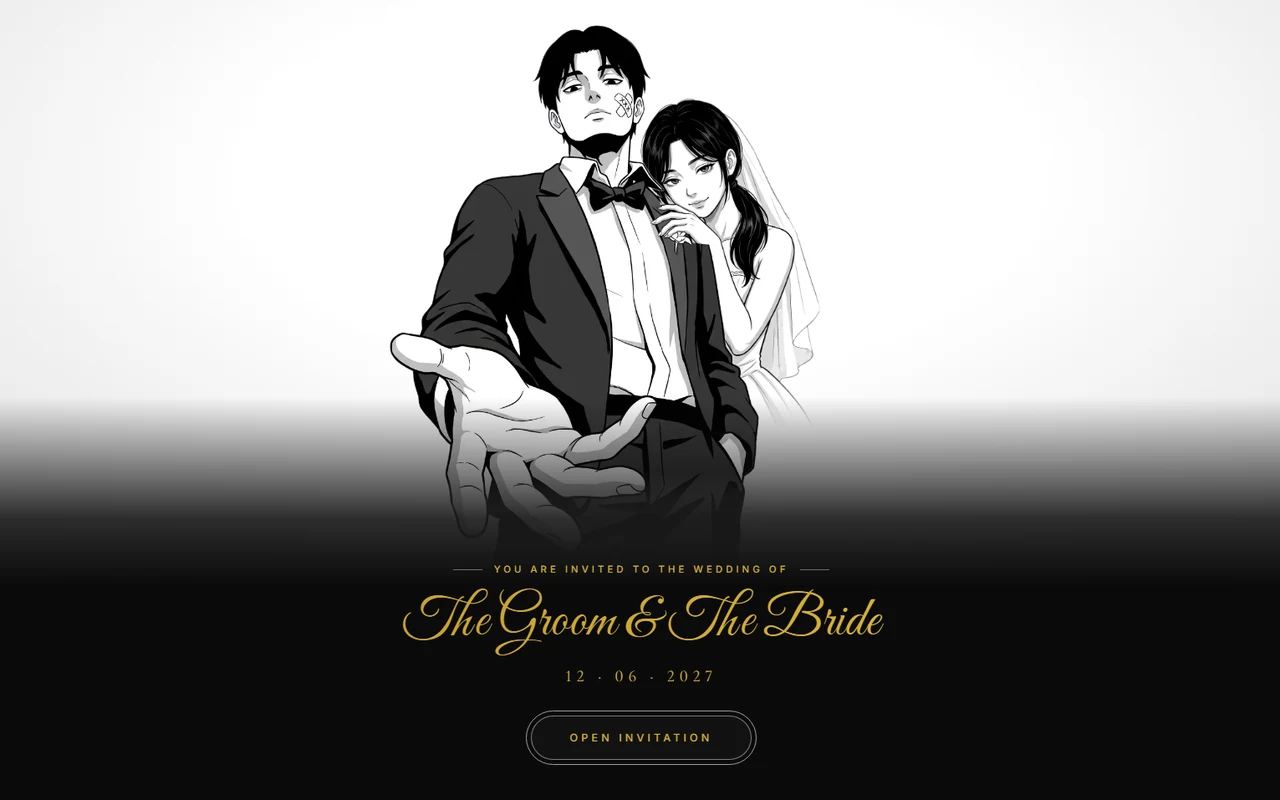 YOU ARE INVITED TO THE WEDDING OF
The Groom & The Bride
12 · 06 · 2027
OPEN INVITATION